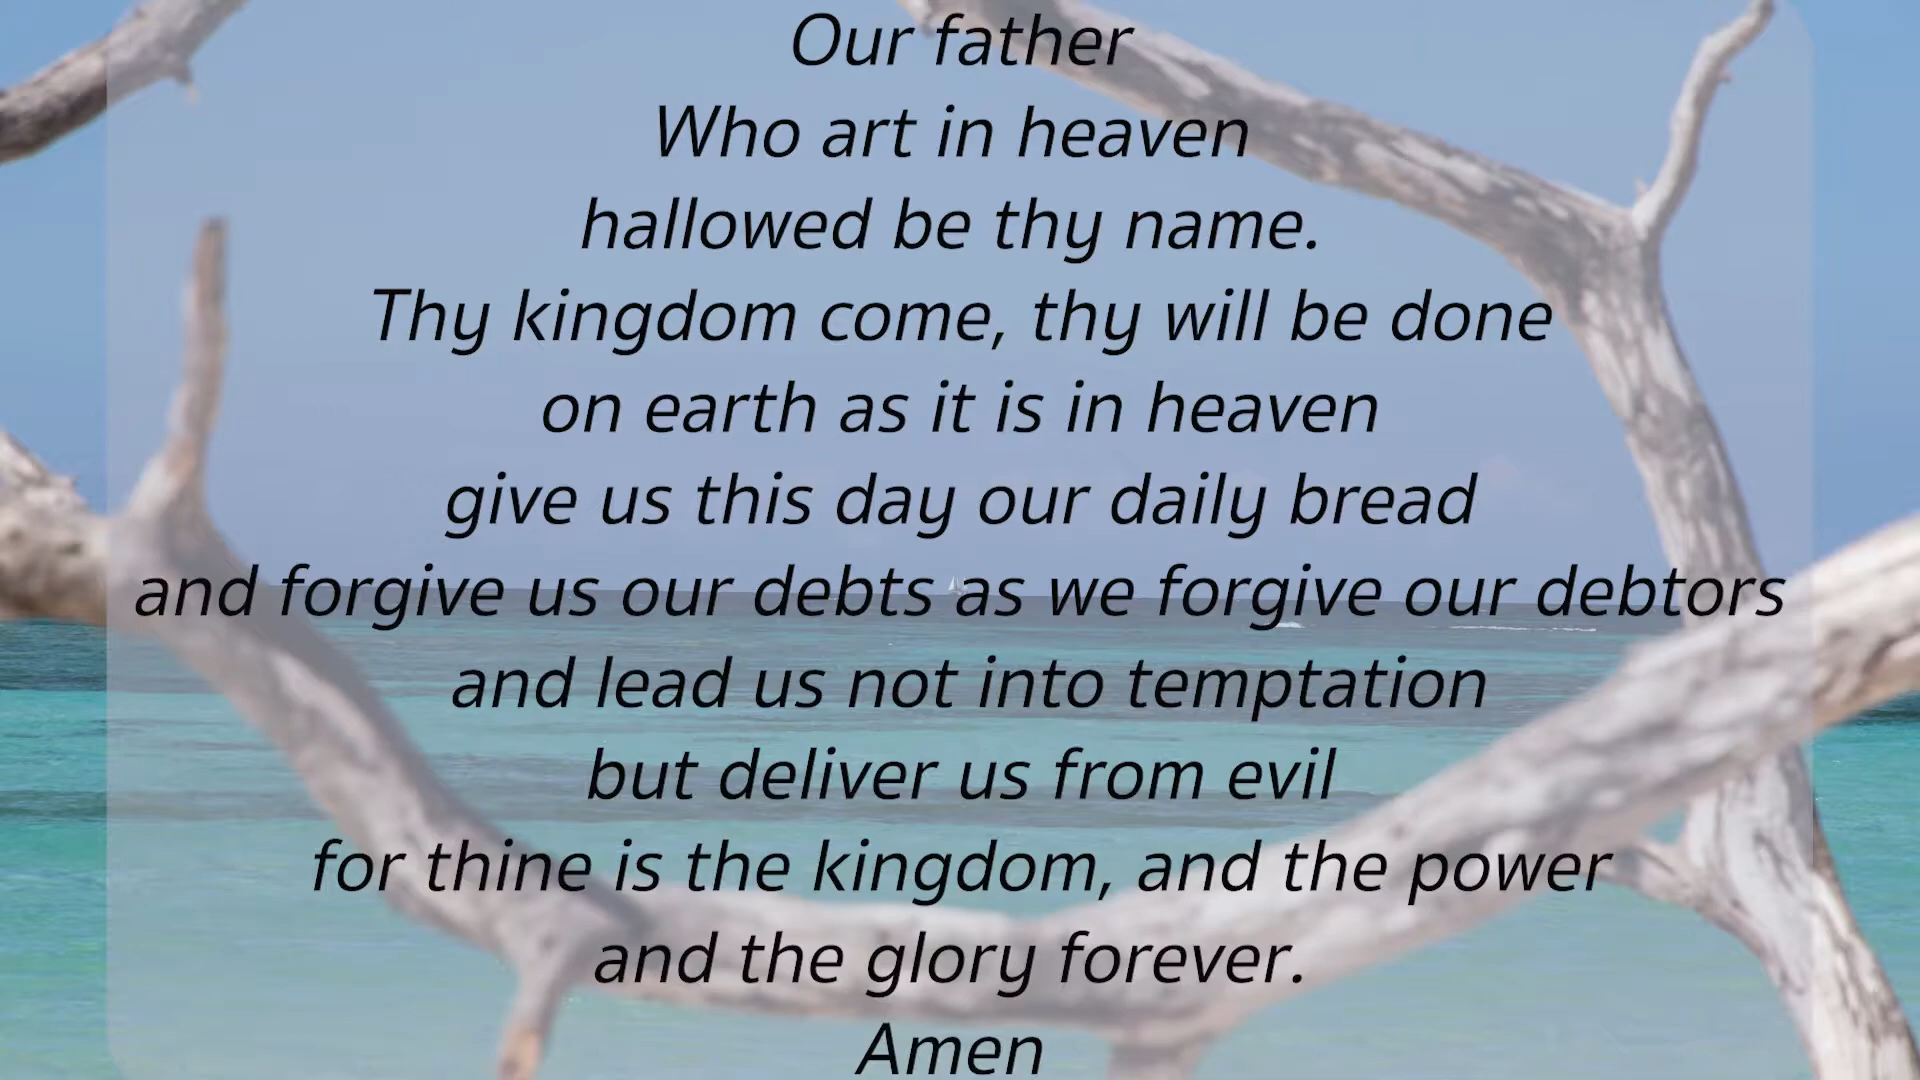 Our father
Who art in heaven
hallowed be thy name.
Thy kingdom come, thy will be done
on earth as it is in heaven
give us this day our daily bread
and forgive us our debts as we forgive our debtors
and lead us not into temptation
but deliver us from evil
for thine is the kingdom, and the power
and the glory forever.
Amen